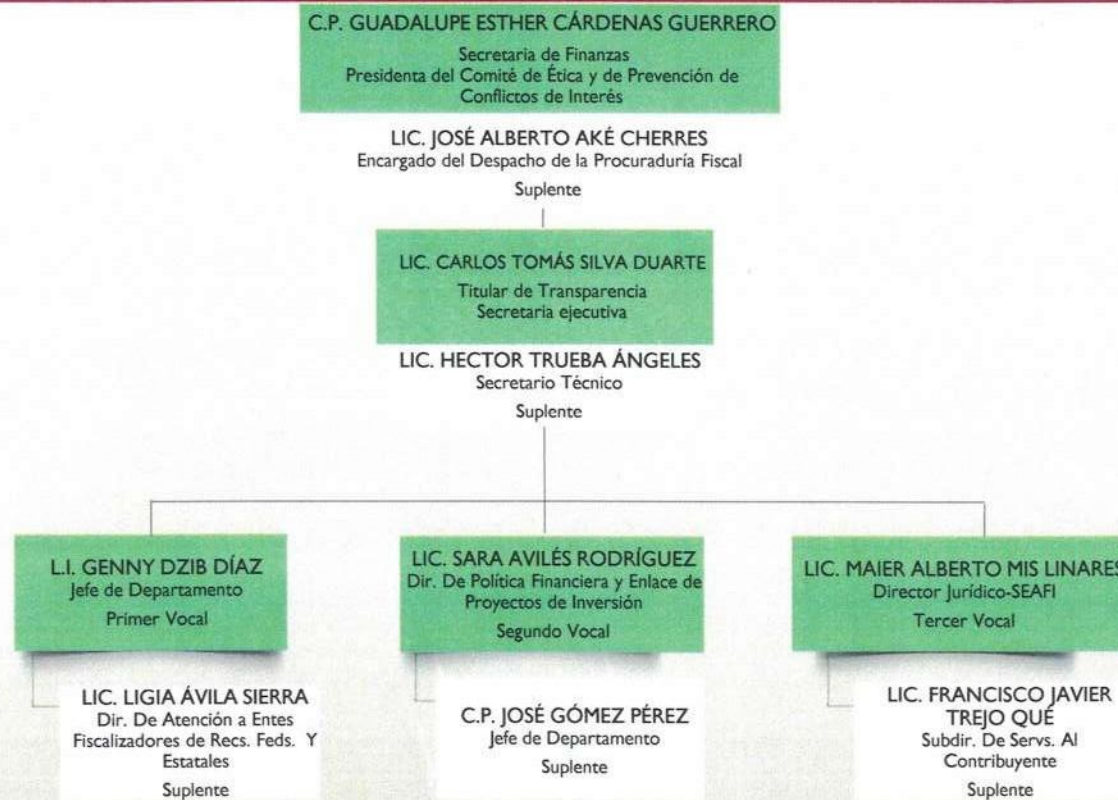 C.P. GUADALUPE ESTHER CÁRDENAS GUERRERO
Secretaria de Finanzas
Presidenta del Comité de Ética y de Prevención de
Conflictos de Interés
LIC. JOSÉ ALBERTO AKÉ CHERRES
Encargado del Despacho de la Procuraduría Fiscal
Suplente
LIC. CARLOS TOMÁS SILVA DUARTE
Titular de Transparencia
Secretaria ejecutiva
LIC. HECTOR TRUEBA ÁNGELES
Secretario Técnico
Suplente
L.I. GENNY DZIB DÍAZ
Jefe de Departamento
Primer Vocal
LIC. LIGIA ÁVILA SIERRA
Dir. De Atención a Entes
Fiscalizadores de Recs. Feds. Y
Estatales
Suplente
LIC. SARA AVILÉS RODRÍGUEZ
Dir. De Política Financiera y Enlace de
Proyectos de Inversión
Segundo Vocal
C.P. JOSÉ GÓMEZ PÉREZ
Jefe de Departamento
Suplente
LIC. MAIER ALBERTO MIS LINARES
Director Jurídico-SEAFI
Tercer Vocal
LIC. FRANCISCO JAVIER
TREJO QUÉ
Subdir. De Servs. Al
Contribuyente
Suplente